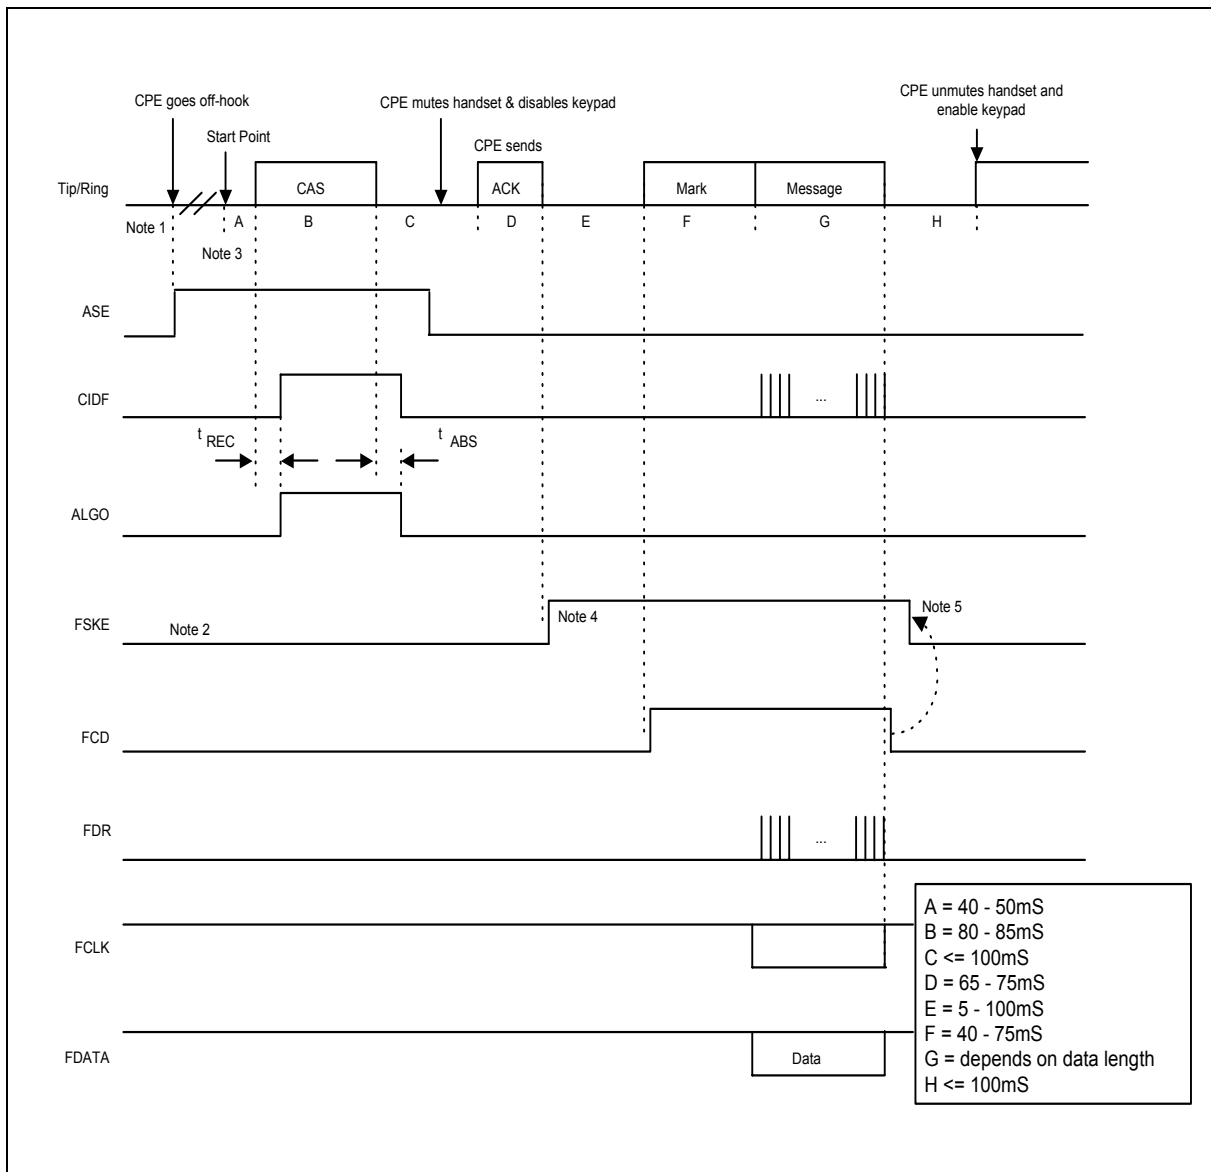 CPE goes off-hook
Start Point
CPE mutes handset & disables keypad
CPE sends
CPE unmutes handset and
enable keypad
Tip/Ring
CAS
ACK
Mark
Message
Note 1
A
B
C
D
E
F
G
H
Note 3
ASE
CIDF
...
t REC
t ABS
ALGO
FSKE
Note 2
Note 4
Note 5
FCD
FDR
...
FCLK
FDATA
Data
A = 40 - 50mS
B = 80 - 85mS
C <= 100mS
D = 65 - 75mS
E = 5 - 100mS
F = 40 - 75mS
G = depends on data length
H <= 100mS